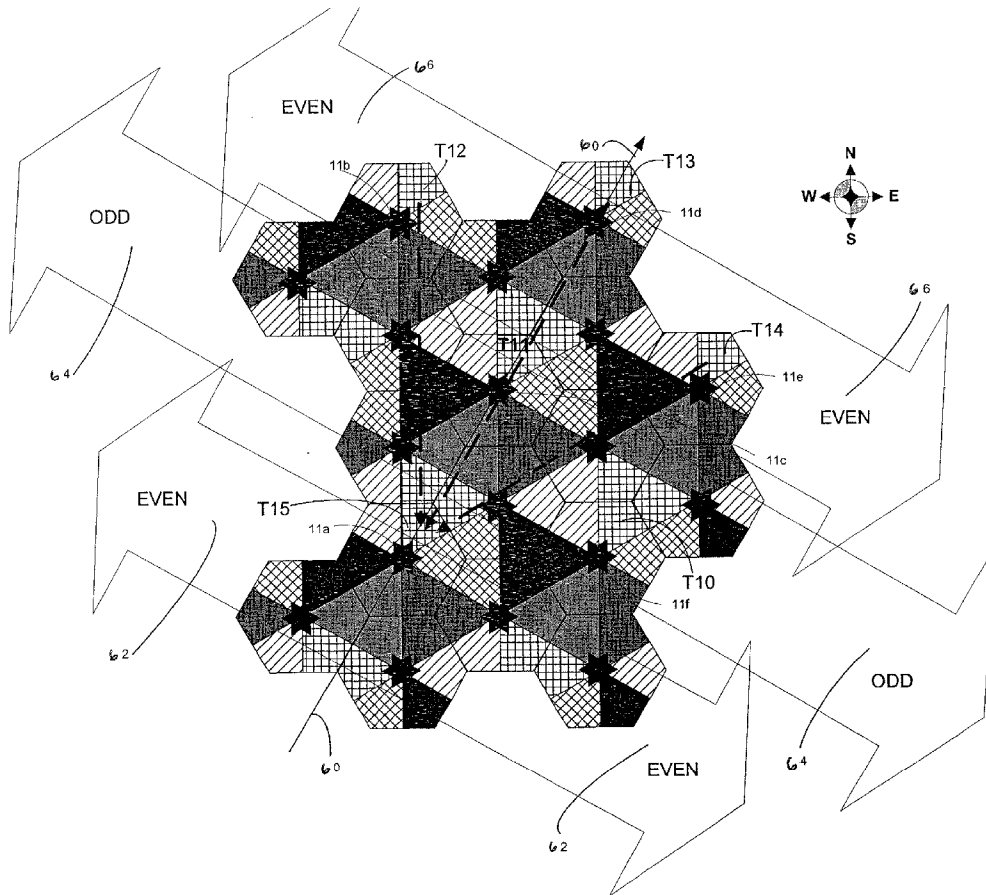 66
EVEN
T12
60
T13
11b
N
ODD
11d
W E
S
66
64
T14
T11
11e
EVEN
EVEN
11c
T15
11a
T10
11f
62
ODD
64
60
EVEN
62